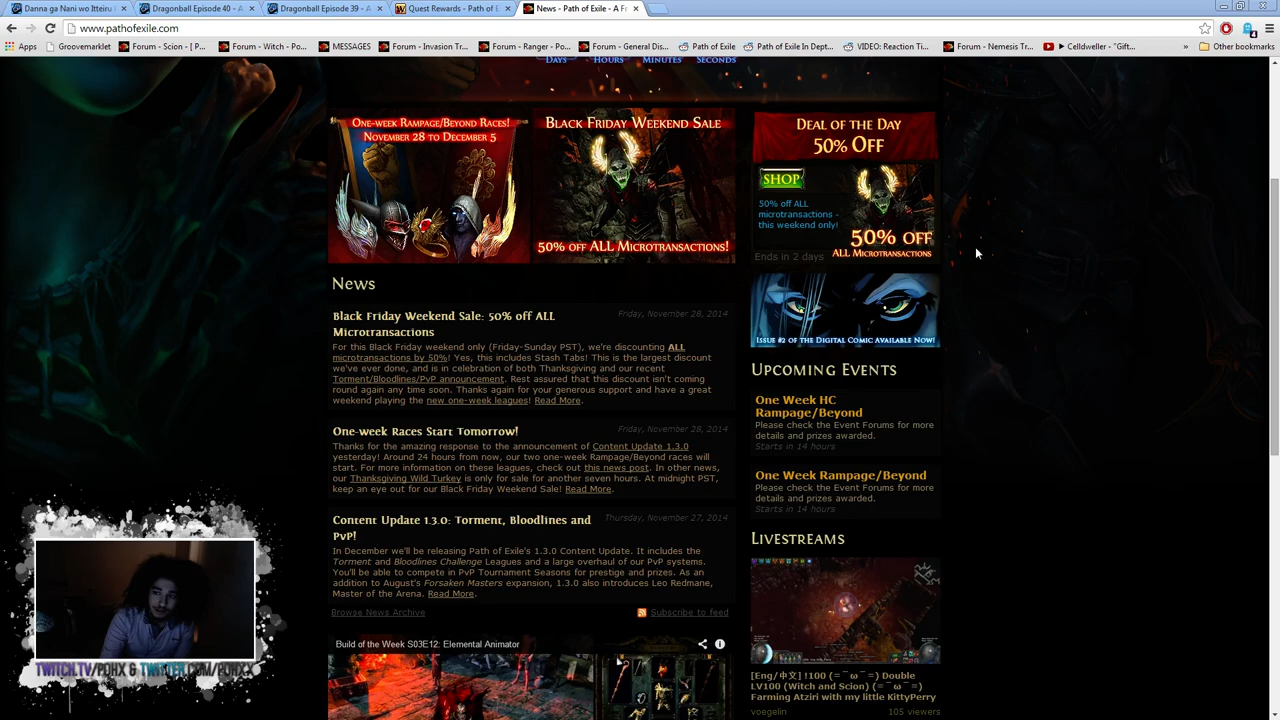 Danna ga Nani wo Itteiru
Dragonball Episode 40 - A
Dragonball Episode 39 - A
Quest Rewards - Path of E
News - Path of Exile - A Fr
www.pathofexile.com
Apps
Groovemarklet
Forum - Scion - [ P...
Forum - Witch - Po...
MESSAGES
Forum - Invasion Tr...
Forum - Ranger - Po...
Forum - General Dis...
Path of Exile
Path of Exile In Dept...
VIDEO: Reaction Ti...
Forum - Nemesis Tr...
► Celldweller - "Gift...
»
Other bookmarks
Days Hours Minutes Seconds
One-week Rampage/Beyond Races!
November 28 to December 5
Black Friday Weekend Sale
50% off ALL Microtransactions!
Deal of the Day
50% Off
SHOP
50% off ALL
microtransactions -
this weekend only!
50% OFF
ALL Microtransactions
Ends in 2 days
Issue #2 of the Digital Comic Available Now!
News
Black Friday Weekend Sale: 50% off ALL
Microtransactions
Friday, November 28, 2014
For this Black Friday weekend only (Friday-Sunday PST), we're discounting ALL
microtransactions by 50%! Yes, this includes Stash Tabs! This is the largest discount
we've ever done, and is in celebration of both Thanksgiving and our recent
Torment/Bloodlines/PvP announcement. Rest assured that this discount isn't coming
round again any time soon. Thanks again for your generous support and have a great
weekend playing the new one-week leagues! Read More.
One-week Races Start Tomorrow!
Friday, November 28, 2014
Thanks for the amazing response to the announcement of Content Update 1.3.0
yesterday! Around 24 hours from now, our two one-week Rampage/Beyond races will
start. For more information on these leagues, check out this news post. In other news,
our Thanksgiving Wild Turkey is only for sale for another seven hours. At midnight PST,
keep an eye out for our Black Friday Weekend Sale! Read More.
Content Update 1.3.0: Torment, Bloodlines and
PvP!
Thursday, November 27, 2014
In December we'll be releasing Path of Exile's 1.3.0 Content Update. It includes the
Torment and Bloodlines Challenge Leagues and a large overhaul of our PvP systems.
You'll be able to compete in PvP Tournament Seasons for prestige and prizes. As an
addition to August's Forsaken Masters expansion, 1.3.0 also introduces Leo Redmane,
Master of the Arena. Read More.
Browse News Archive
Subscribe to feed
Build of the Week S03E12: Elemental Animator
Upcoming Events
One Week HC
Rampage/Beyond
Please check the Event Forums for more
details and prizes awarded.
Starts in 14 hours
One Week Rampage/Beyond
Please check the Event Forums for more
details and prizes awarded.
Starts in 14 hours
Livestreams
[Eng/中文] !100 (=¯ω¯=) Double
LV100 (Witch and Scion) (=¯ω¯=)
Farming Atziri with my little KittyPerry
voegelin
105 viewers
TWITCH.TV/POHX & TWITTER.COM/POHXX